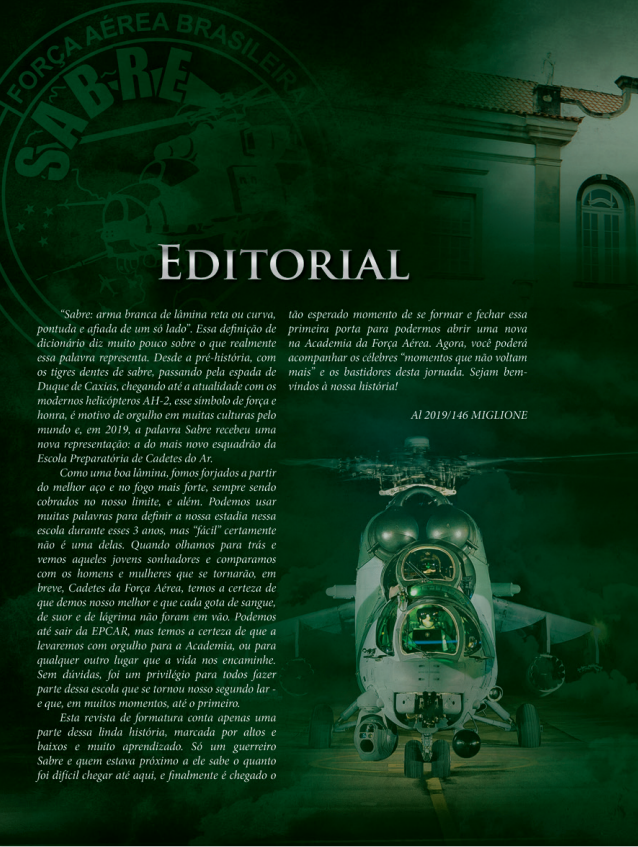 FORÇA AÉREA BRASILEIRA
SABRE
EDITORIAL
“Sabre: arma branca de lâmina reta ou curva,
pontuda e afiada de um só lado”. Essa definição de
dicionário diz muito pouco sobre o que realmente
essa palavra representa. Desde a pré-história, com
os tigres dentes de sabre, passando pela espada de
Duque de Caxias, chegando até a atualidade com os
modernos helicópteros AH-2, esse símbolo de força e
honra, é motivo de orgulho em muitas culturas pelo
mundo e, em 2019, a palavra Sabre recebeu uma
nova representação: a do mais novo esquadrão da
Escola Preparatória de Cadetes do Ar.
Como uma boa lâmina, fomos forjados a partir
do melhor aço e no fogo mais forte, sempre sendo
cobrados no nosso limite, e além. Podemos usar
muitas palavras para definir a nossa estadia nessa
escola durante esses 3 anos, mas “fácil” certamente
não é uma delas. Quando olhamos para trás e
vemos aqueles jovens sonhadores e comparamos
com os homens e mulheres que se tornarão, em
breve, Cadetes da Força Aérea, temos a certeza de
que demos nosso melhor e que cada gota de sangue,
de suor e de lágrima não foram em vão. Podemos
até sair da EPCAR, mas temos a certeza de que a
levaremos com orgulho para a Academia, ou para
qualquer outro lugar que a vida nos encaminhe.
Sem dúvidas, foi um privilégio para todos fazer
parte dessa escola que se tornou nosso segundo lar -
e que, em muitos momentos, até o primeiro.
Esta revista de formatura conta apenas uma
parte dessa linda história, marcada por altos e
baixos e muito aprendizado. Só um guerreiro
Sabre e quem estava próximo a ele sabe o quanto
foi difícil chegar até aqui, e finalmente é chegado o
tão esperado momento de se formar e fechar essa
primeira porta para podermos abrir uma nova
na Academia da Força Aérea. Agora, você poderá
acompanhar os célebres “momentos que não voltam
mais” e os bastidores desta jornada. Sejam bem-
vindos à nossa história!
Al 2019/146 MIGLIONE